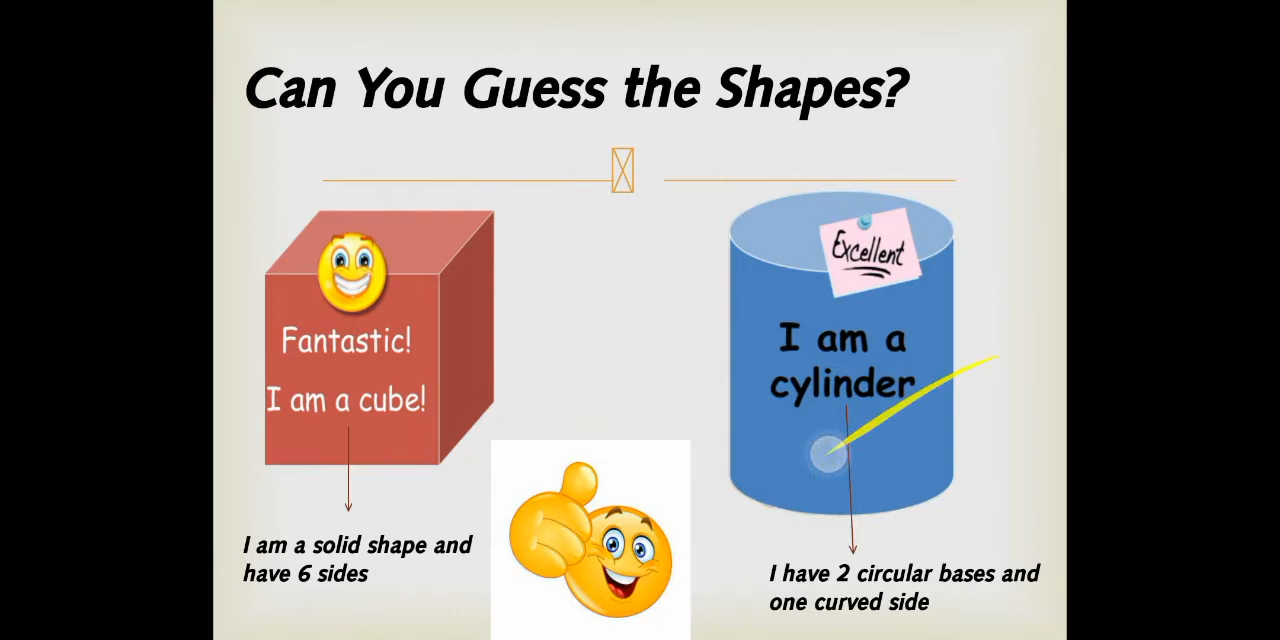 Can You Guess the Shapes?
Fantastic!
I am a cube!
Excellent
I am a
cylinder
I am a solid shape and
have 6 sides
I have 2 circular bases and
one curved side